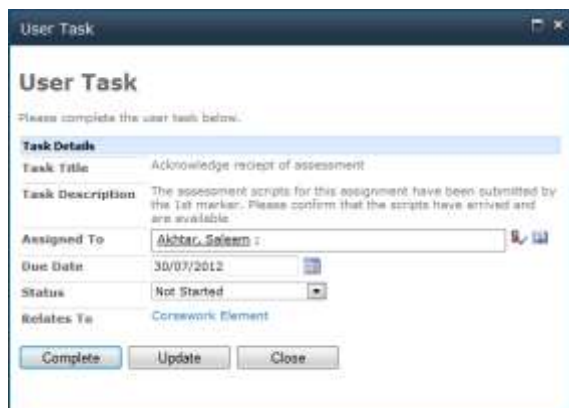 User Task
User Task
Please complete the user task below.
Task Details
Task Title Acknowledge reciept of assessment
Task Description The assessment scripts for this assignment have been submitted by
the 1st marker. Please confirm that the scripts have arrived and
are available
Assigned To Akhtar, Saleem ;
Due Date 30/07/2012
Status Not Started
Relates To Corsework Element
Complete Update Close